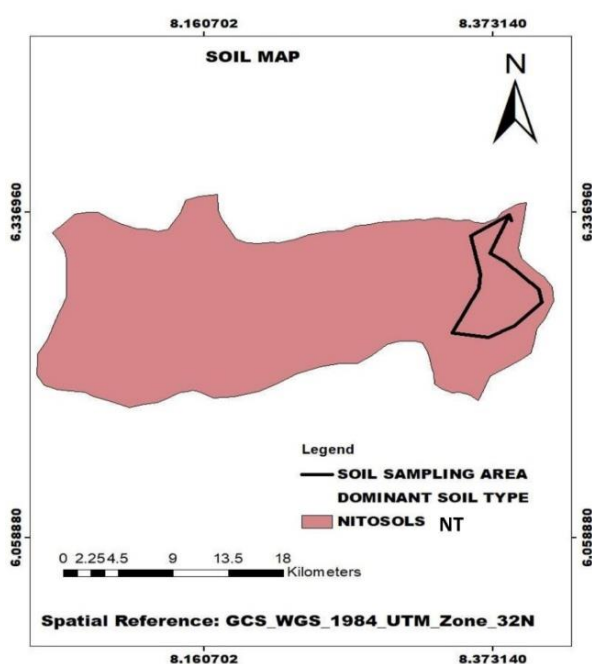 8.160702 8.373140
SOIL MAP
N
6.336960 6.336960
Legend
SOIL SAMPLING AREA
DOMINANT SOIL TYPE
NITOSOLS NT
6.058880 6.058880
0 2.25 4.5 9 13.5 18
Kilometers
Spatial Reference: GCS_WGS_1984_UTM_Zone_32N
8.160702 8.373140